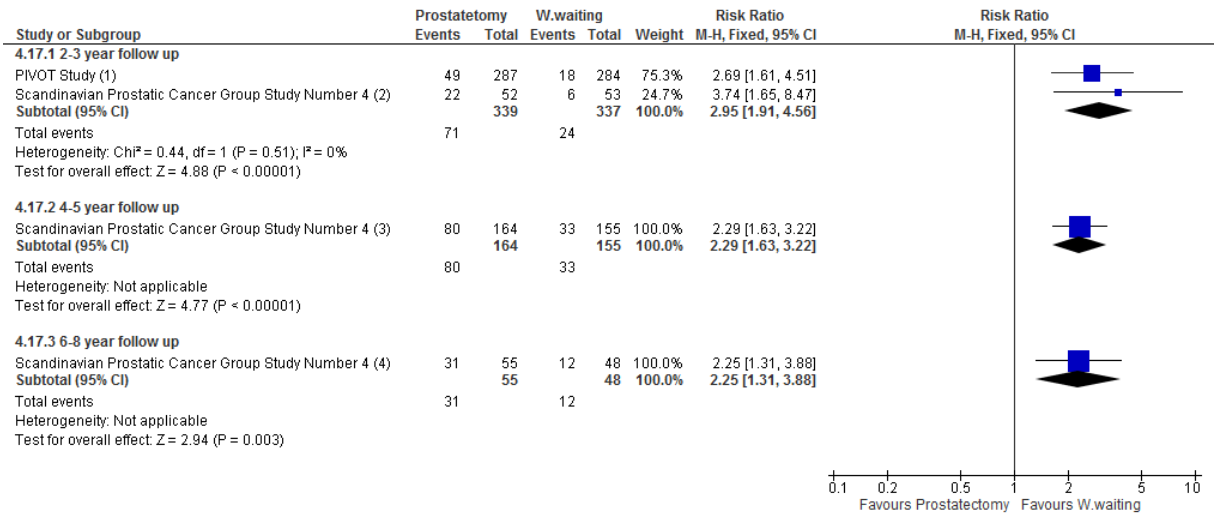 Prostatetomy W.waiting Risk Ratio Risk Ratio
Study or Subgroup Events Total Events Total Weight M-H, Fixed, 95% CI M-H, Fixed, 95% CI
4.17.1 2-3 year follow up
PIVOT Study (1) 49 287 18 284 75.3% 2.69 [1.61, 4.51]
Scandinavian Prostatic Cancer Group Study Number 4 (2) 22 52 6 53 24.7% 3.74 [1.65, 8.47]
Subtotal (95% CI) 339 337 100.0% 2.95 [1.91, 4.56]
Total events 71 24
Heterogeneity: Chi² = 0.44, df = 1 (P = 0.51); I² = 0%
Test for overall effect: Z = 4.88 (P < 0.00001)
4.17.2 4-5 year follow up
Scandinavian Prostatic Cancer Group Study Number 4 (3) 80 164 33 155 100.0% 2.29 [1.63, 3.22]
Subtotal (95% CI) 164 155 100.0% 2.29 [1.63, 3.22]
Total events 80 33
Heterogeneity: Not applicable
Test for overall effect: Z = 4.77 (P < 0.00001)
4.17.3 6-8 year follow up
Scandinavian Prostatic Cancer Group Study Number 4 (4) 31 55 12 48 100.0% 2.25 [1.31, 3.88]
Subtotal (95% CI) 55 48 100.0% 2.25 [1.31, 3.88]
Total events 31 12
Heterogeneity: Not applicable
Test for overall effect: Z = 2.94 (P = 0.003)
0.1 0.2 0.5 1 2 5 10
Favours Prostatectomy Favours W.waiting